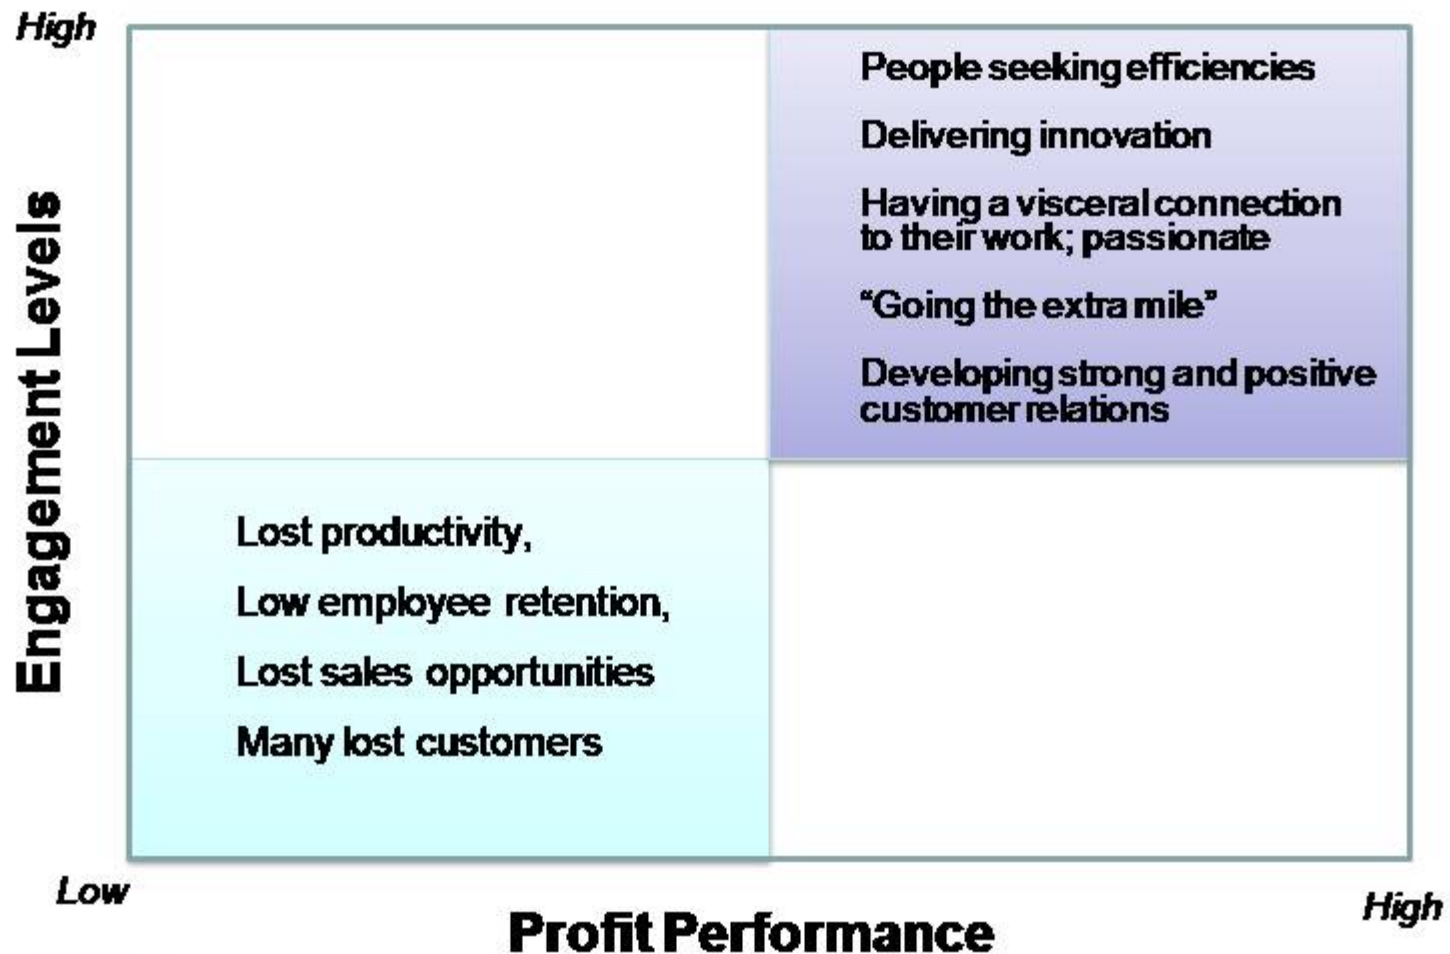 High
People seeking efficiencies
Delivering innovation
Having a visceral connection
to their work; passionate
“Going the extra mile”
Developing strong and positive
customer relations
Engagement Levels
Lost productivity,
Low employee retention,
Lost sales opportunities
Many lost customers
Low
High
Profit Performance